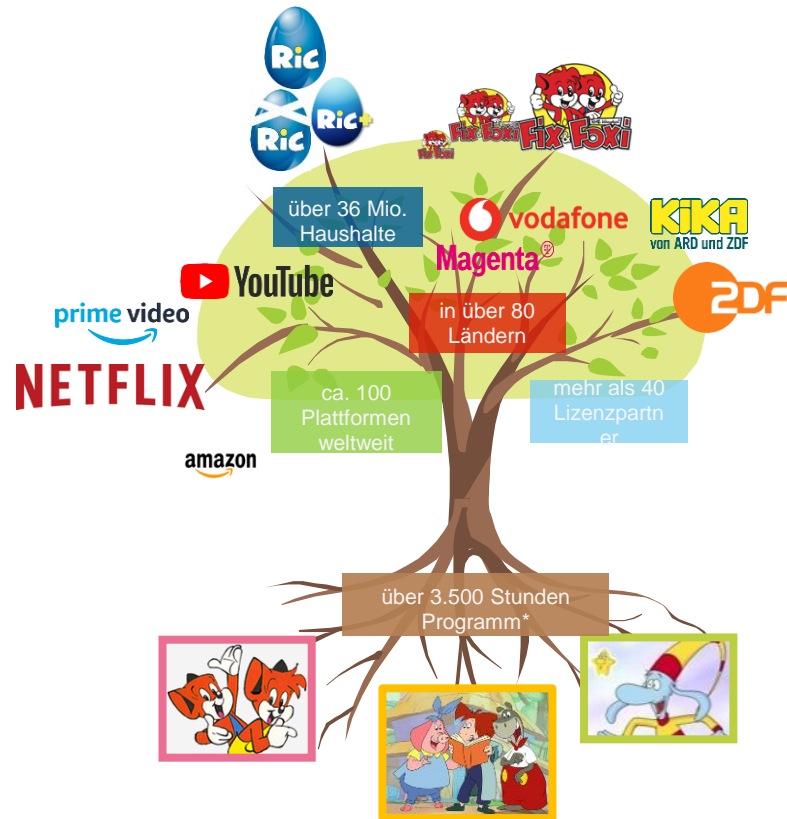 Ric
Ric
Ric+
Fix & Foxi
Fix & Foxi
Fix & Foxi
über 36 Mio.
Haushalte
vodafone
KiKA
von ARD und ZDF
Magenta
YouTube
ZDF
prime video
in über 80
Ländern
NETFLIX
ca. 100
Plattformen
weltweit
mehr als 40
Lizenzpartn
er
amazon
über 3.500 Stunden
Programm*